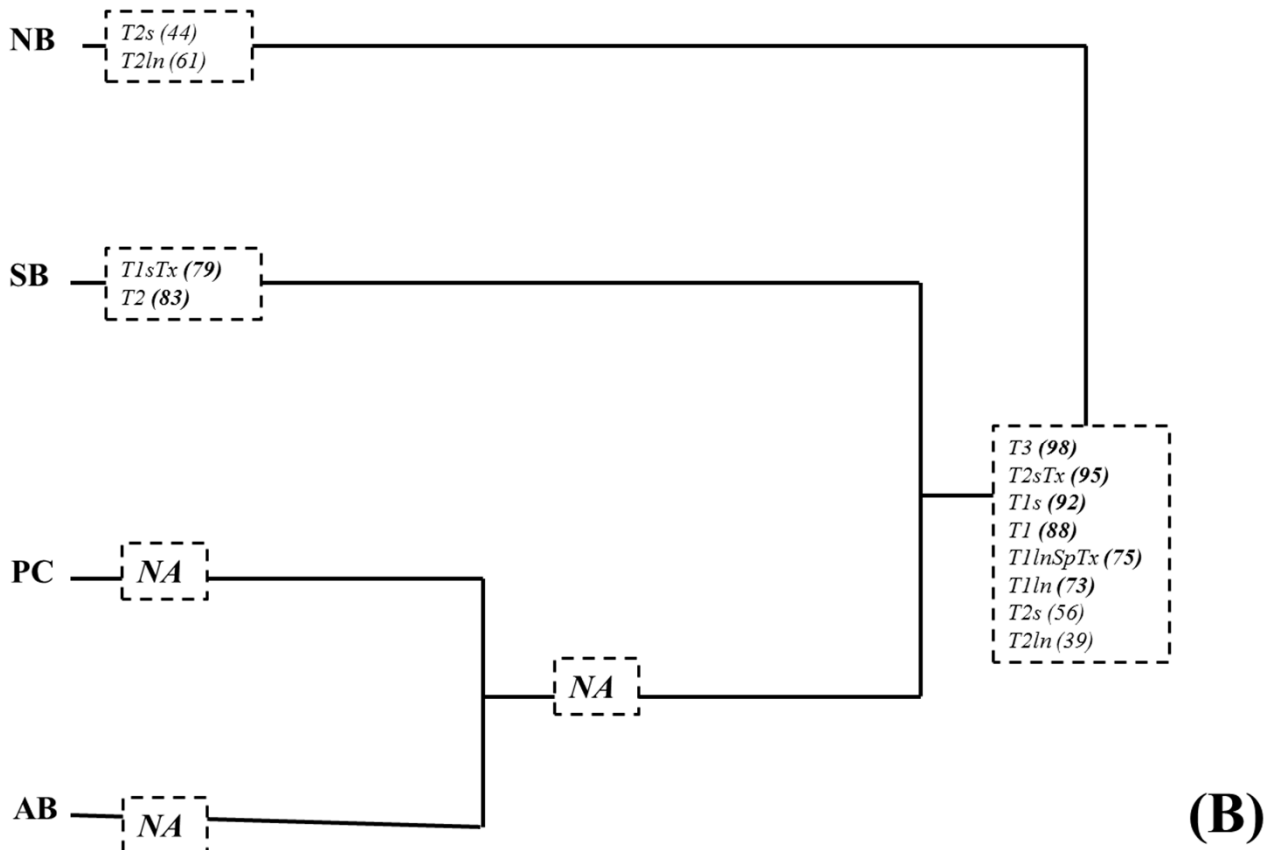 NB
T2s (44)
T2ln (61)
SB
T1sTx (79)
T2 (83)
T3 (98)
T2sTx (95)
T1s (92)
T1 (88)
T1lnSpTx (75)
T1ln (73)
T2s (56)
T2ln (39)
PC
NA
NA
AB
NA
(B)